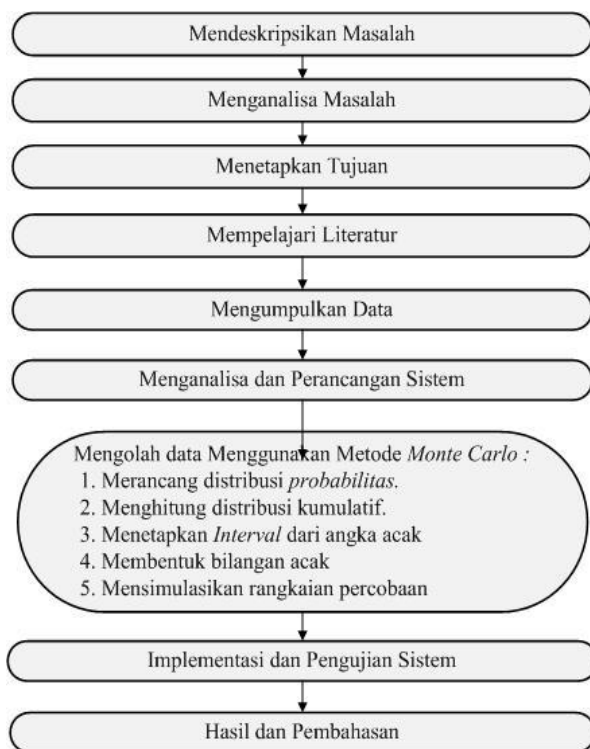 Mendeskripsikan Masalah
Menganalisa Masalah
Menetapkan Tujuan
Mempelajari Literatur
Mengumpulkan Data
Menganalisa dan Perancangan Sistem
Mengolah data Menggunakan Metode Monte Carlo :
1. Merancang distribusi probabilitas.
2. Menghitung distribusi kumulatif.
3. Menetapkan Interval dari angka acak
4. Membentuk bilangan acak
5. Mensimulasikan rangkaian percobaan
Implementasi dan Pengujian Sistem
Hasil dan Pembahasan